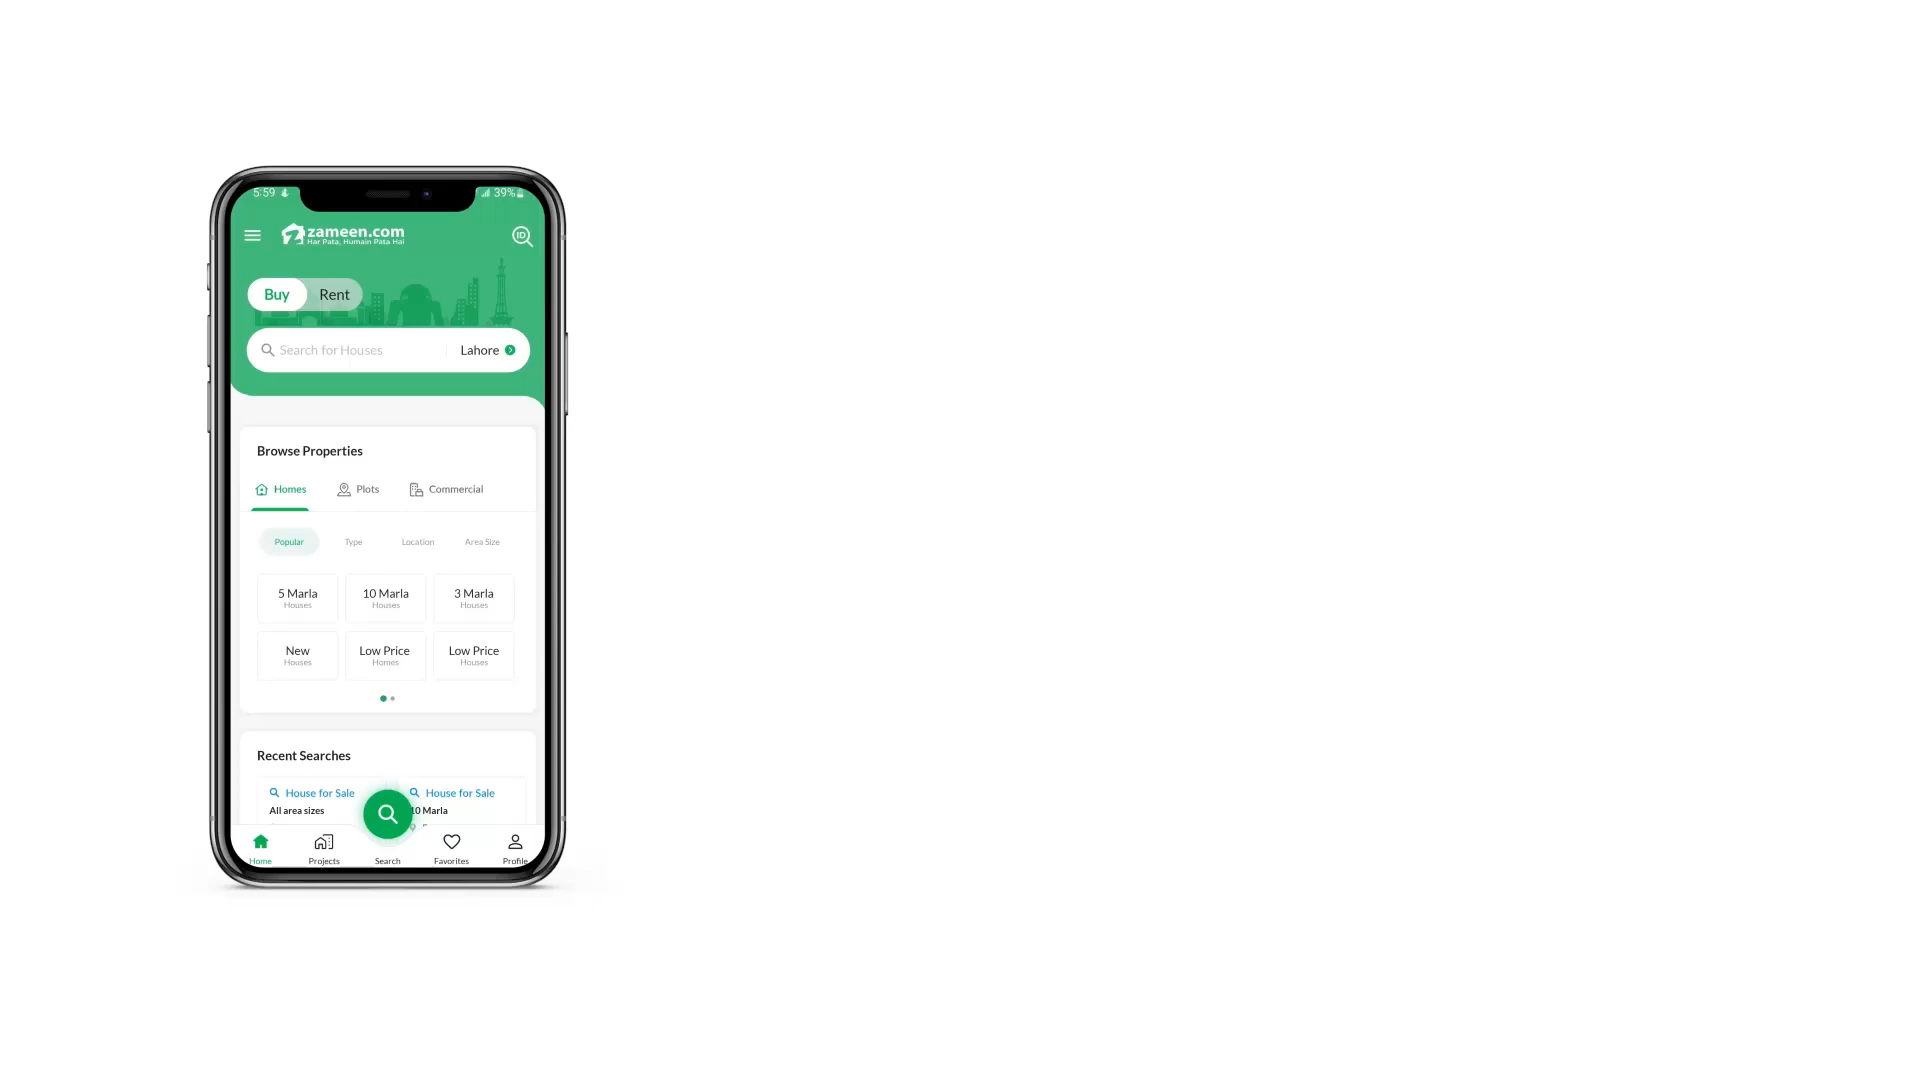 5:59 39%
zameen.com
Har Pata, Humain Pata Hai
ID
Buy Rent
Search for Houses Lahore
Browse Properties
Homes Plots Commercial
Popular Type Location Area Size
5 Marla 10 Marla 3 Marla
Houses Houses Houses
New Low Price Low Price
Houses Homes Houses
Recent Searches
House for Sale House for Sale
All area sizes 10 Marla
Home Projects Search Favorites Profile